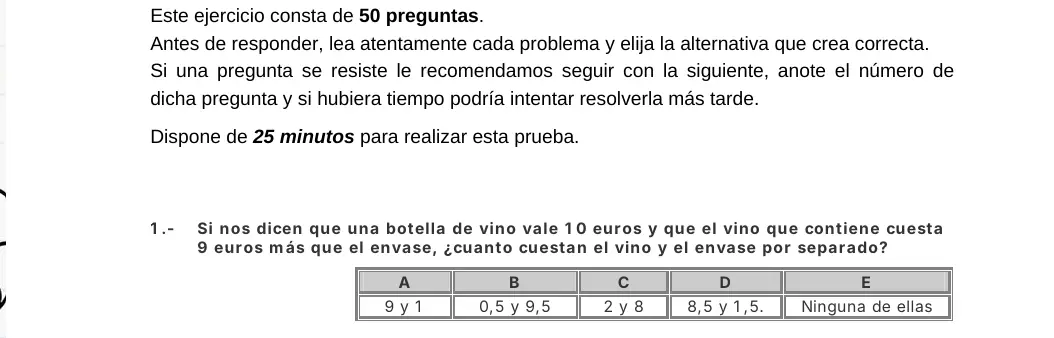 Este ejercicio consta de 50 preguntas.
Antes de responder, lea atentamente cada problema y elija la alternativa que crea correcta.
Si una pregunta se resiste le recomendamos seguir con la siguiente, anote el número de
dicha pregunta y si hubiera tiempo podría intentar resolverla más tarde.
Dispone de 25 minutos para realizar esta prueba.
1.- Si nos dicen que una botella de vino vale 10 euros y que el vino que contiene cuesta
9 euros más que el envase, ¿cuanto cuestan el vino y el envase por separado?
A B C D E
9 y 1 0,5 y 9,5 2 y 8 8,5 y 1,5. Ninguna de ellas